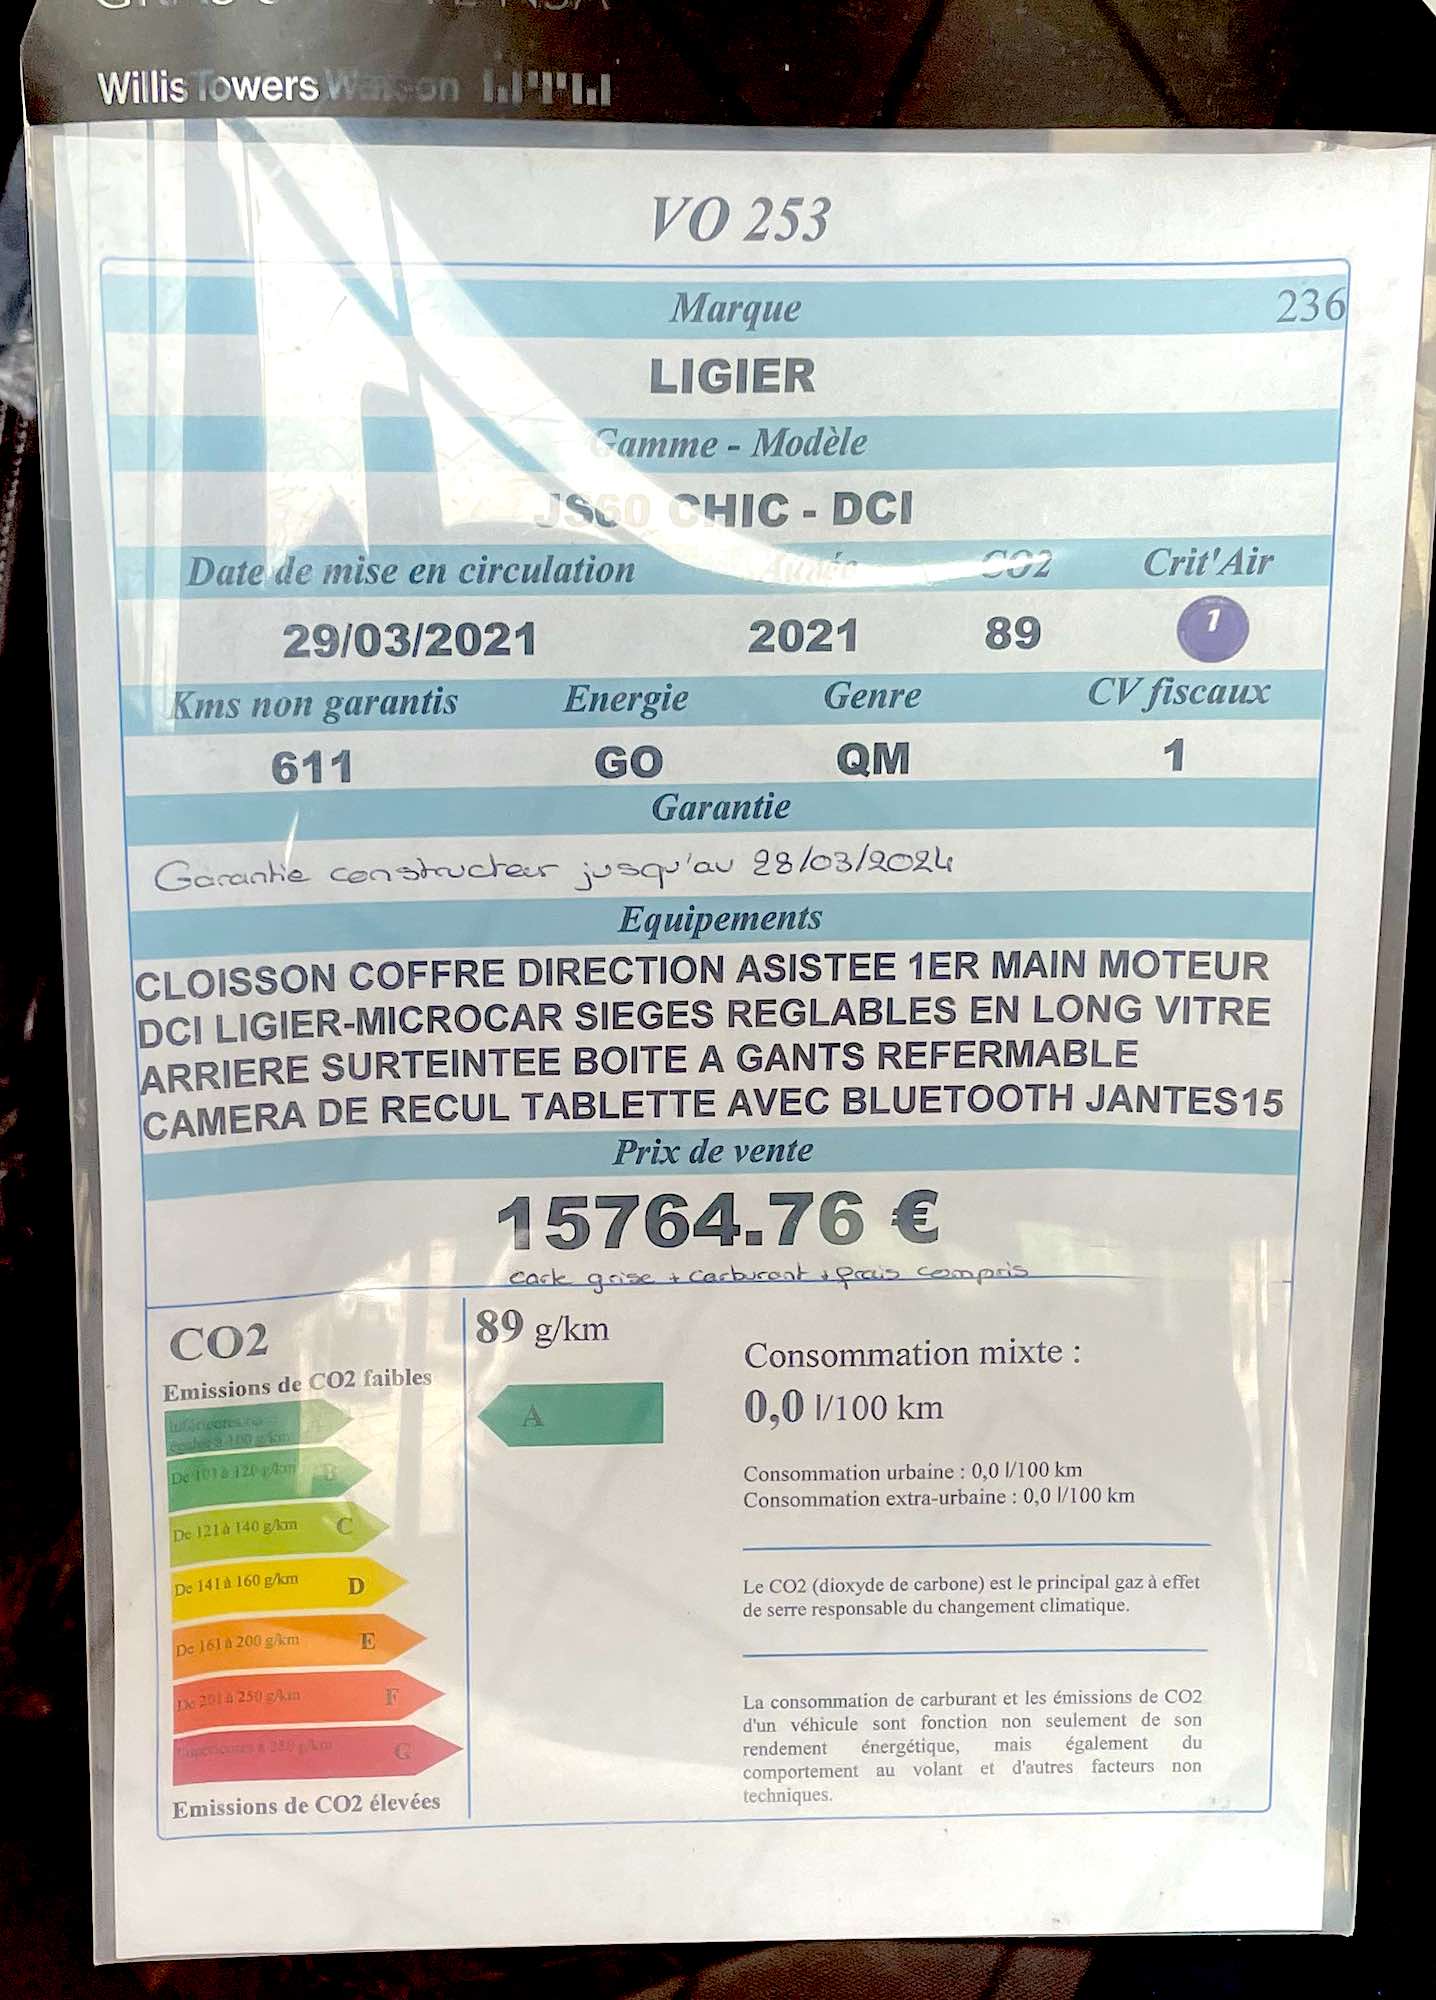 Willis Towers Watson
VO 253
Marque
236
LIGIER
Gamme - Modèle
JS60 CHIC - DCI
Date de mise en circulation Année CO2 Crit'Air
29/03/2021 2021 89 1
Kms non garantis Energie Genre CV fiscaux
611 GO QM 1
Garantie
Garantie constructeur jusqu'au 28/03/2024
Equipements
CLOISSON COFFRE DIRECTION ASISTEE 1ER MAIN MOTEUR
DCI LIGIER-MICROCAR SIEGES REGLABLES EN LONG VITRE
ARRIERE SURTEINTEE BOITE A GANTS REFERMABLE
CAMERA DE RECUL TABLETTE AVEC BLUETOOTH JANTES15
Prix de vente
15764.76 €
carte grise + carburant + frais compris
CO2
Emissions de CO2 faibles
De 101 à 120 g/km B
De 121 à 140 g/km C
De 141 à 160 g/km D
De 161 à 200 g/km E
De 201 à 250 g/km F
G
Emissions de CO2 élevées
89 g/km
A
Consommation mixte :
0,0 l/100 km
Consommation urbaine : 0,0 l/100 km
Consommation extra-urbaine : 0,0 l/100 km
Le CO2 (dioxyde de carbone) est le principal gaz à effet
de serre responsable du changement climatique.
La consommation de carburant et les émissions de CO2
d'un véhicule sont fonction non seulement de son
rendement énergétique, mais également du
comportement au volant et d'autres facteurs non
techniques.